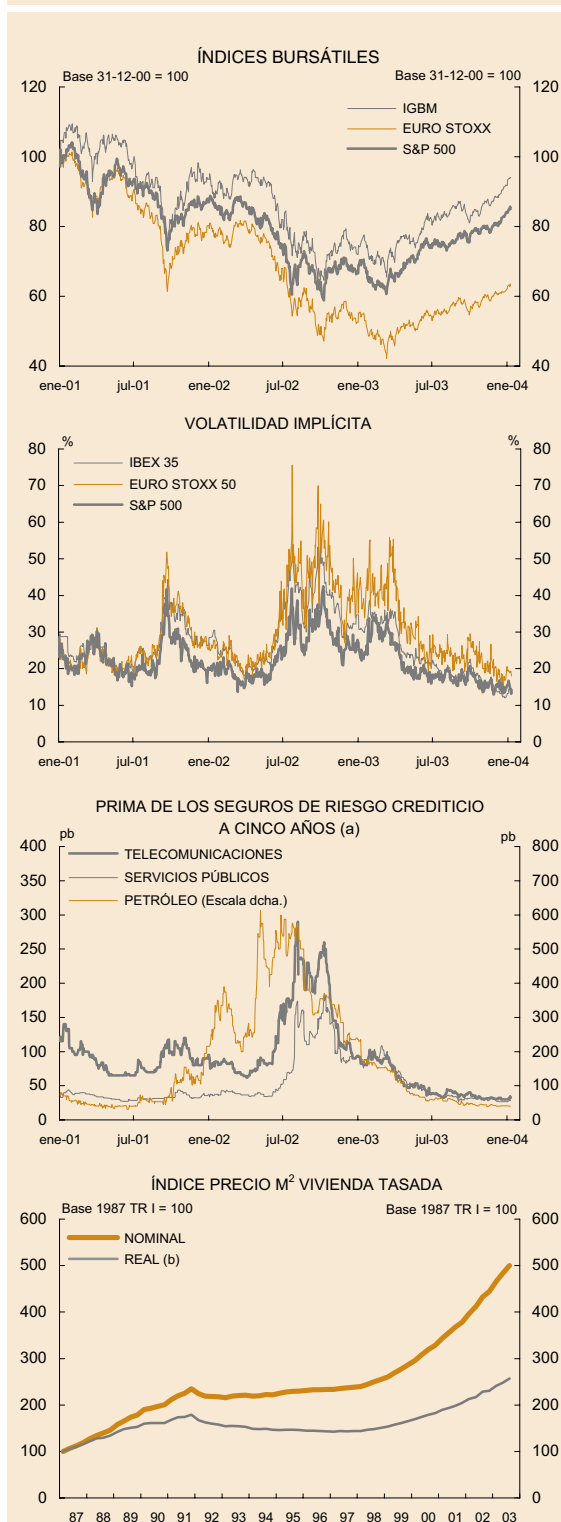 ÍNDICES BURSÁTILES
Base 31-12-00 = 100 Base 31-12-00 = 100
120 120
IGBM
EURO STOXX
100 100
S&P 500
80 80
60 60
40 40
ene-01 jul-01 ene-02 jul-02 ene-03 jul-03 ene-04
VOLATILIDAD IMPLÍCITA
% %
80 80
IBEX 35
EURO STOXX 50
70 70
S&P 500
60 60
50 50
40 40
30 30
20 20
10 10
0 0
ene-01 jul-01 ene-02 jul-02 ene-03 jul-03 ene-04
PRIMA DE LOS SEGUROS DE RIESGO CREDITICIO
A CINCO AÑOS (a)
pb pb
400 800
TELECOMUNICACIONES
350 700
SERVICIOS PÚBLICOS
PETRÓLEO (Escala dcha.)
300 600
250 500
200 400
150 300
100 200
50 100
0 0
ene-01 jul-01 ene-02 jul-02 ene-03 jul-03 ene-04
ÍNDICE PRECIO M² VIVIENDA TASADA
Base 1987 TR I = 100 Base 1987 TR I = 100
600 600
NOMINAL
REAL (b)
500 500
400 400
300 300
200 200
100 100
0 0
87 88 89 90 91 92 93 94 95 96 97 98 99 00 01 02 03